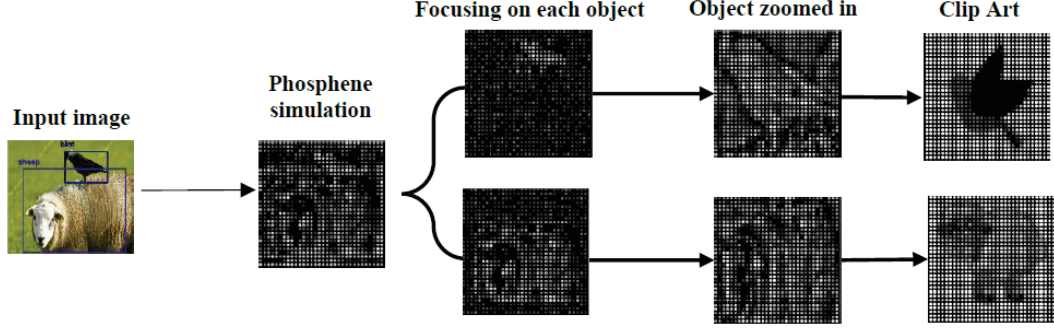 Focusing on each object
Object zoomed in
Clip Art
Phosphene
simulation
Input image
bird
sheep